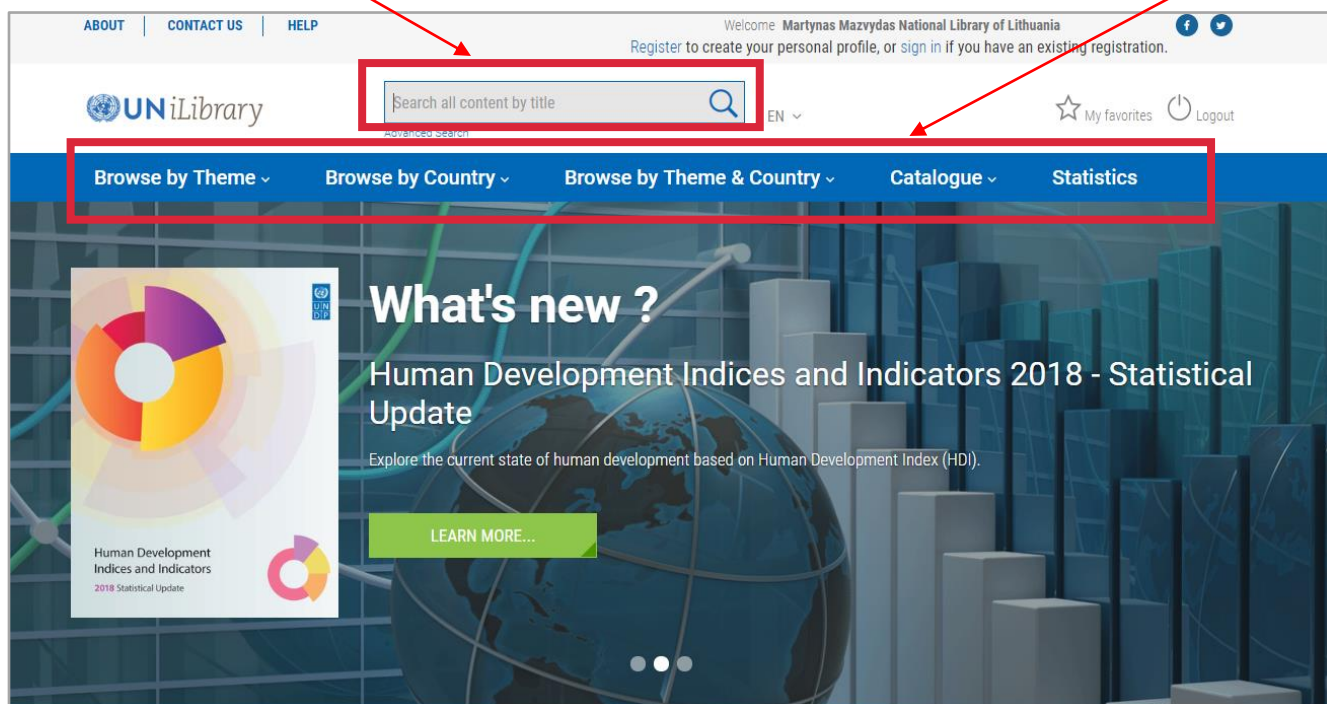 ABOUT | CONTACT US | HELP
Welcome Martynas Mazvydas National Library of Lithuania
Register to create your personal profile, or sign in if you have an existing registration.
UN iLibrary
Search all content by title
Advanced Search
EN
My favorites
Logout
Browse by Theme
Browse by Country
Browse by Theme & Country
Catalogue
Statistics
UN
DP
What's new ?
Human Development Indices and Indicators 2018 - Statistical
Update
Explore the current state of human development based on Human Development Index (HDI).
LEARN MORE...
Human Development
Indices and Indicators
2018 Statistical Update